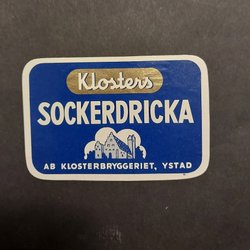 Klosters
SOCKERDRICKA
AB KLOSTERBRYGGERIET, YSTAD